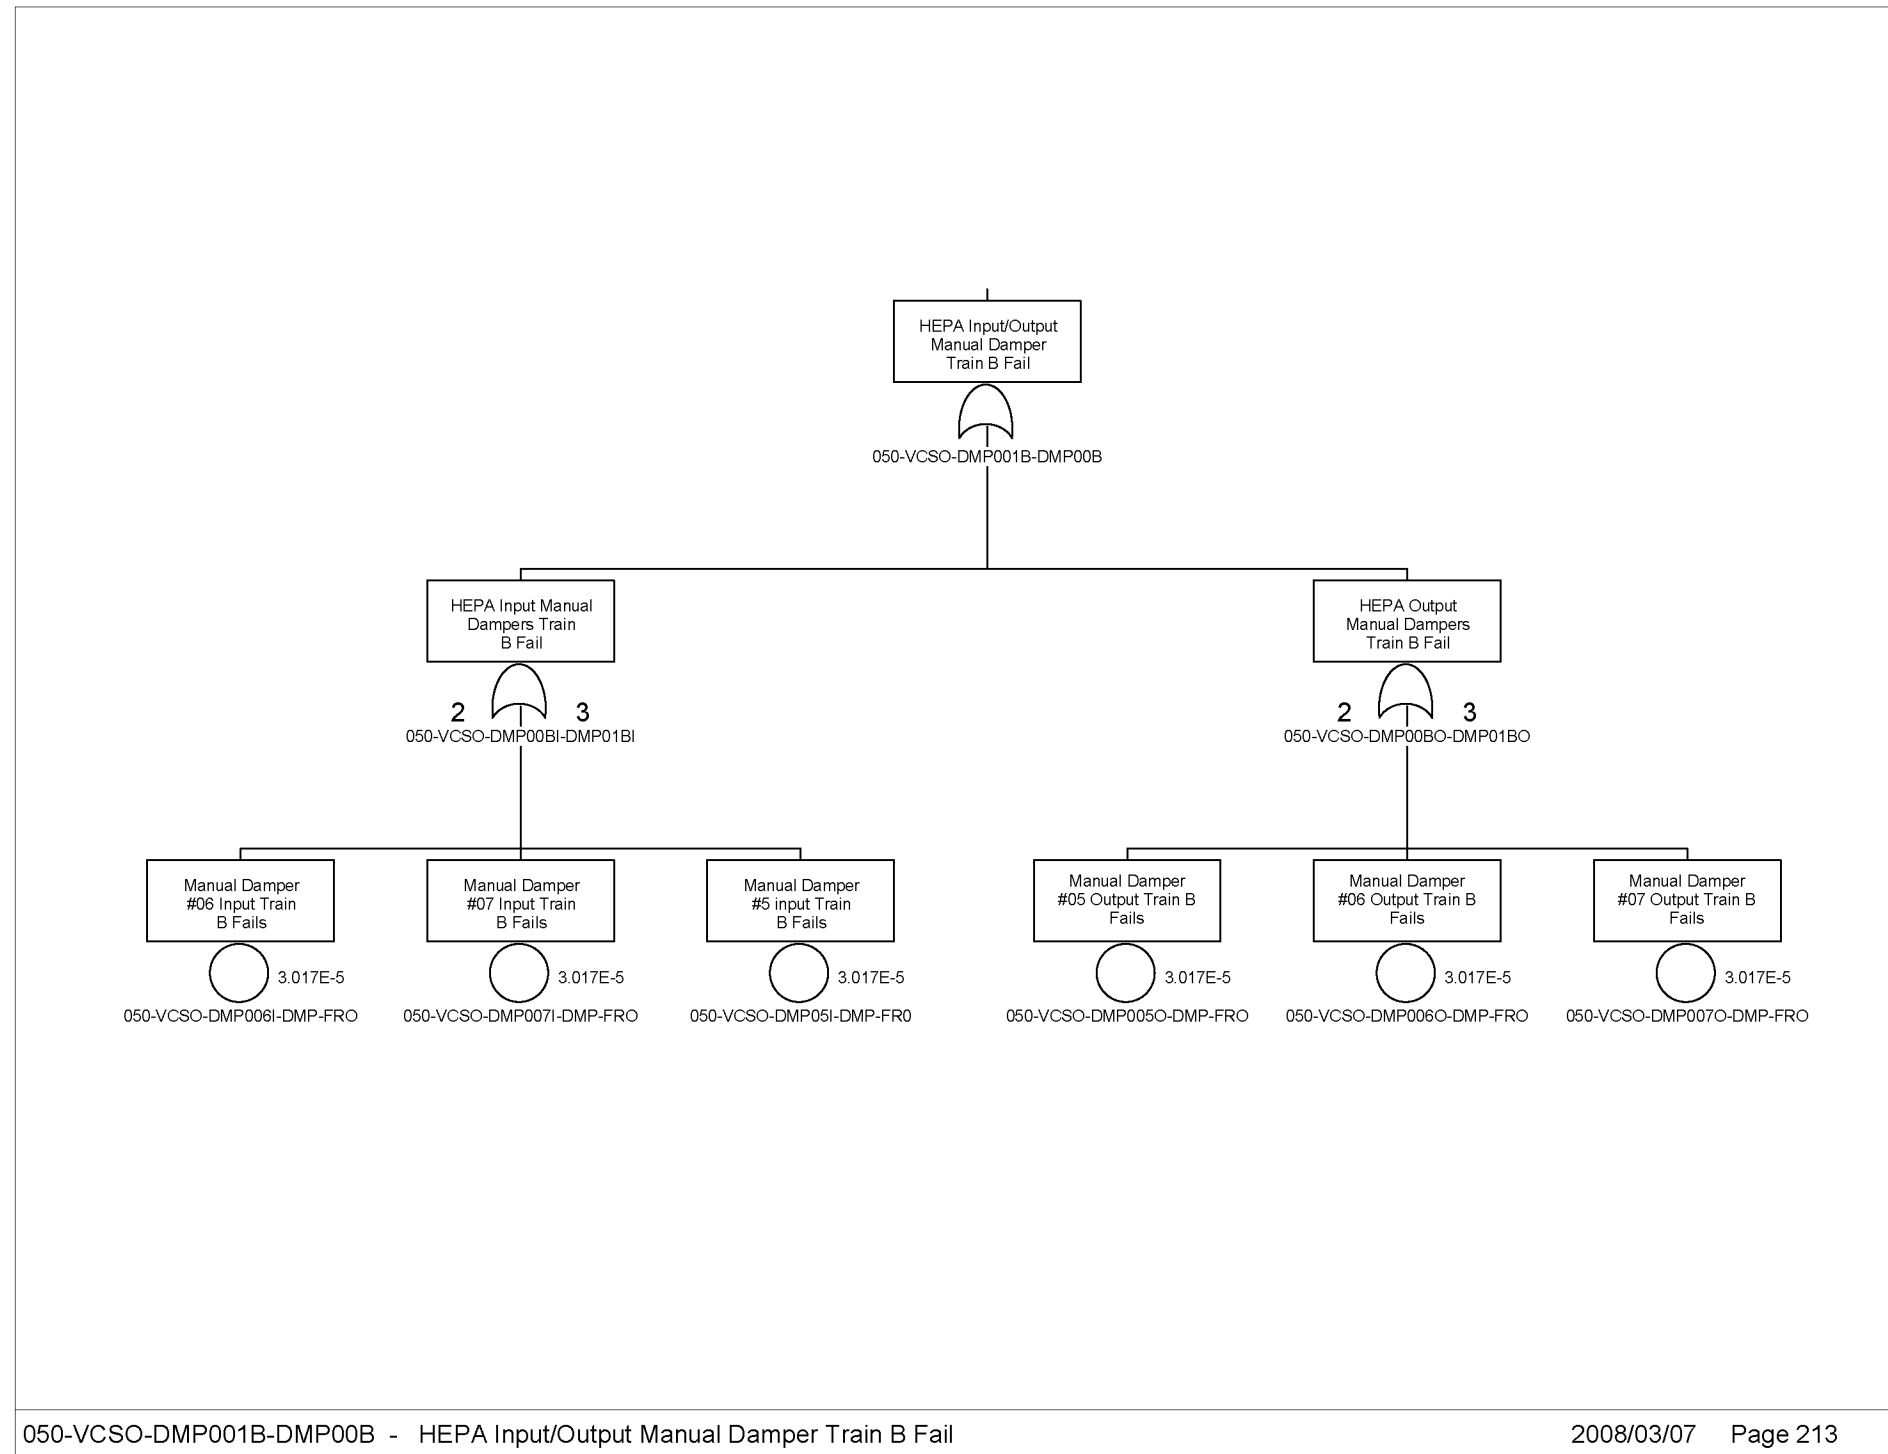 HEPA Input/Output
Manual Damper
Train B Fail
050-VCSO-DMP001B-DMP00B
HEPA Input Manual
Dampers Train
B Fail
2 3
050-VCSO-DMP00BI-DMP01BI
HEPA Output
Manual Dampers
Train B Fail
2 3
050-VCSO-DMP00BO-DMP01BO
Manual Damper
#06 Input Train
B Fails
3.017E-5
050-VCSO-DMP006I-DMP-FRO
Manual Damper
#07 Input Train
B Fails
3.017E-5
050-VCSO-DMP007I-DMP-FRO
Manual Damper
#5 input Train
B Fails
3.017E-5
050-VCSO-DMP05I-DMP-FR0
Manual Damper
#05 Output Train B
Fails
3.017E-5
050-VCSO-DMP005O-DMP-FRO
Manual Damper
#06 Output Train B
Fails
3.017E-5
050-VCSO-DMP006O-DMP-FRO
Manual Damper
#07 Output Train B
Fails
3.017E-5
050-VCSO-DMP007O-DMP-FRO
050-VCSO-DMP001B-DMP00B - HEPA Input/Output Manual Damper Train B Fail
2008/03/07 Page 213